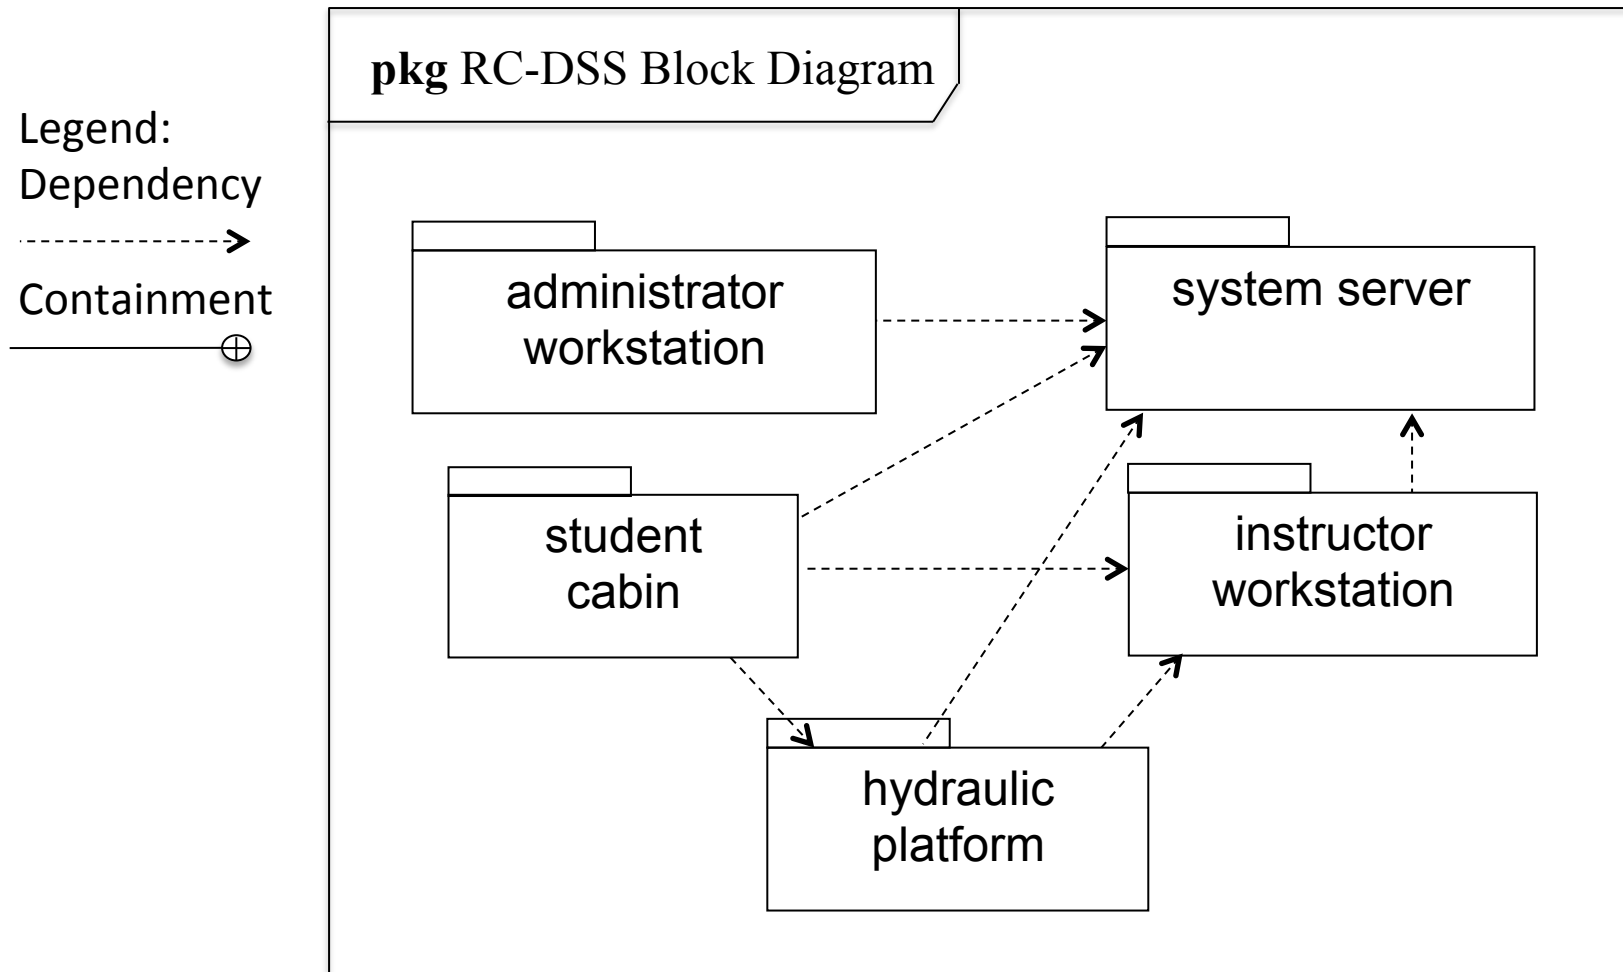 pkg RC-DSS Block Diagram
Legend:
Dependency
Containment
administrator
workstation
system server
student
cabin
instructor
workstation
hydraulic
platform